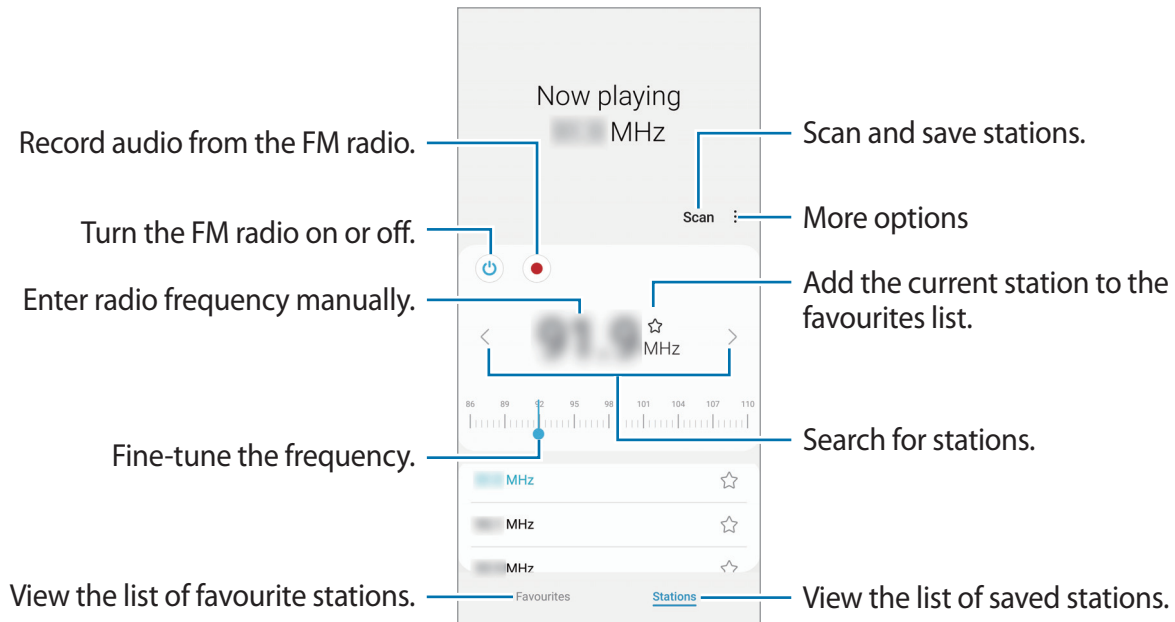 Now playing
MHz
Record audio from the FM radio.
Scan and save stations.
Scan
More options
Turn the FM radio on or off.
Enter radio frequency manually.
Add the current station to the
favourites list.
91.9
MHz
86 89 92 95 98 101 104 107 110
Search for stations.
Fine-tune the frequency.
MHz
MHz
MHz
View the list of favourite stations.
Favourites
Stations
View the list of saved stations.